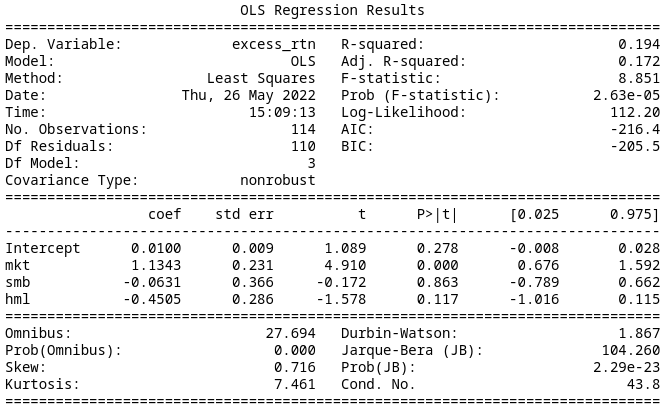 OLS Regression Results
==============================================================================
Dep. Variable: excess_rtn R-squared: 0.194
Model: OLS Adj. R-squared: 0.172
Method: Least Squares F-statistic: 8.851
Date: Thu, 26 May 2022 Prob (F-statistic): 2.63e-05
Time: 15:09:13 Log-Likelihood: 112.20
No. Observations: 114 AIC: -216.4
Df Residuals: 110 BIC: -205.5
Df Model: 3
Covariance Type: nonrobust
==============================================================================
coef std err t P>|t| [0.025 0.975]
------------------------------------------------------------------------------
Intercept 0.0100 0.009 1.089 0.278 -0.008 0.028
mkt 1.1343 0.231 4.910 0.000 0.676 1.592
smb -0.0631 0.366 -0.172 0.863 -0.789 0.662
hml -0.4505 0.286 -1.578 0.117 -1.016 0.115
==============================================================================
Omnibus: 27.694 Durbin-Watson: 1.867
Prob(Omnibus): 0.000 Jarque-Bera (JB): 104.260
Skew: 0.716 Prob(JB): 2.29e-23
Kurtosis: 7.461 Cond. No. 43.8
==============================================================================